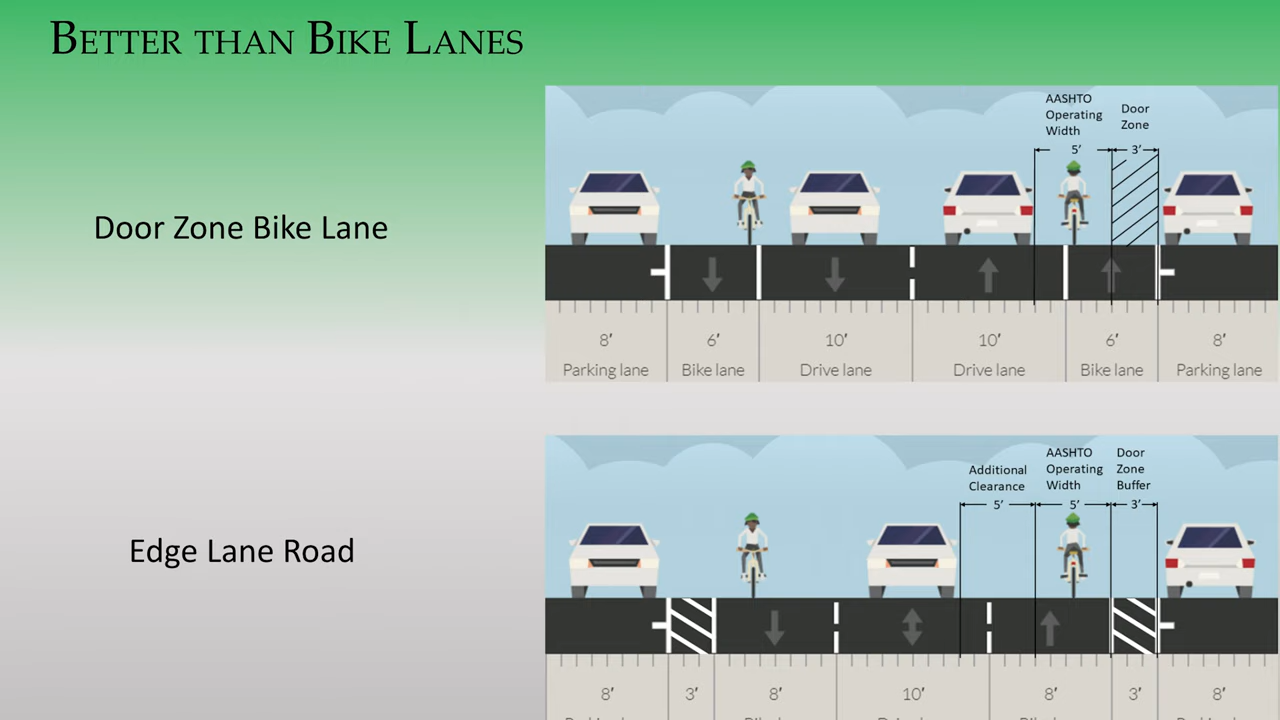 BETTER THAN BIKE LANES
Door Zone Bike Lane
AASHTO
Operating
Width
Door
Zone
5′
3′
8′
6′
10′
10′
6′
8′
Parking lane
Bike lane
Drive lane
Drive lane
Bike lane
Parking lane
Edge Lane Road
Additional
Clearance
AASHTO
Operating
Width
Door
Zone
Buffer
5′
5′
3′
8′
3′
8′
10′
8′
3′
8′